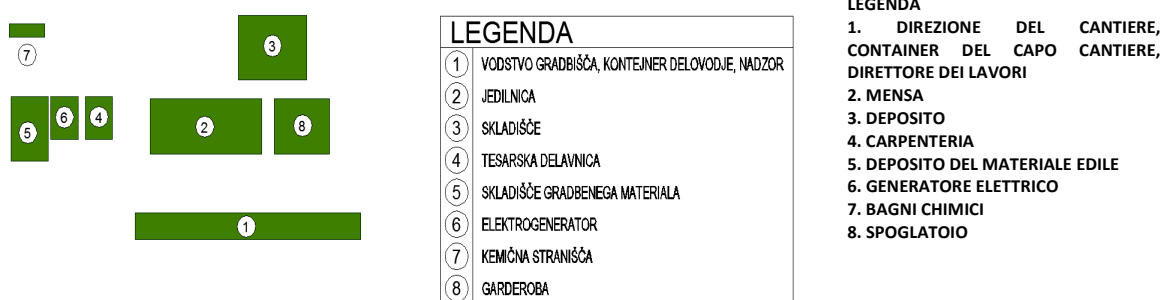 7
3
5
6
4
2
8
1
LEGENDA
1 VODSTVO GRADBIŠČA, KONTEJNER DELOVODJE, NADZOR
2 JEDILNICA
3 SKLADIŠČE
4 TESARSKA DELAVNICA
5 SKLADIŠČE GRADBENEGA MATERIALA
6 ELEKTROGENERATOR
7 KEMIČNA STRANIŠČA
8 GARDEROBA
LEGENDA
1. DIREZIONE DEL CANTIERE,
CONTAINER DEL CAPO CANTIERE,
DIRETTORE DEI LAVORI
2. MENSA
3. DEPOSITO
4. CARPENTERIA
5. DEPOSITO DEL MATERIALE EDILE
6. GENERATORE ELETTRICO
7. BAGNI CHIMICI
8. SPOGLATOIO